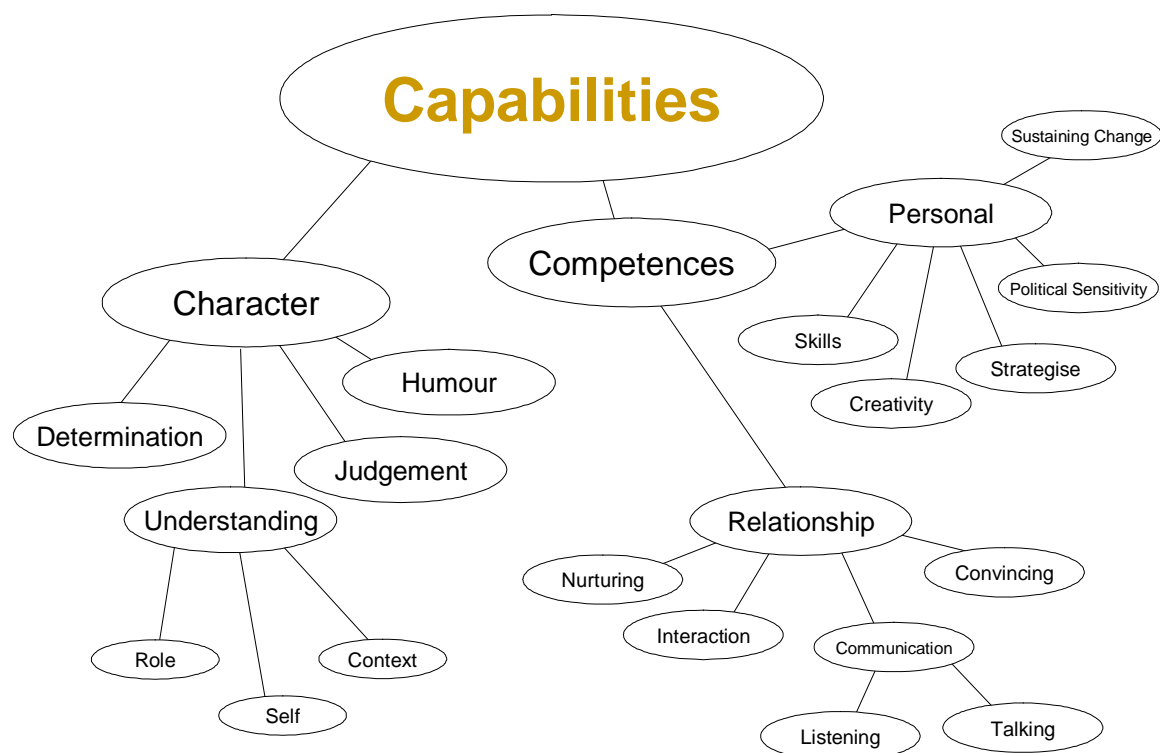 Capabilities
Sustaining Change
Personal
Competences
Character
Political Sensitivity
Skills
Strategise
Humour
Creativity
Determination
Judgement
Understanding
Relationship
Nurturing
Convincing
Interaction
Communication
Role
Context
Self
Listening
Talking